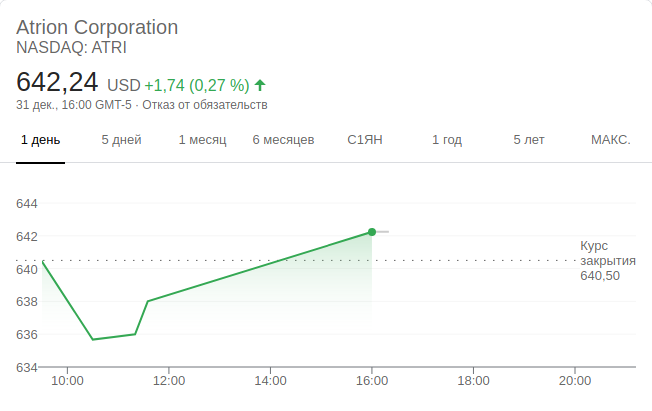 Atrion Corporation
NASDAQ: ATRI
642,24 USD +1,74 (0,27 %)
31 дек., 16:00 GMT-5 · Отказ от обязательств
1 день 5 дней 1 месяц 6 месяцев С1ЯН 1 год 5 лет МАКС.
644
642
640
638
636
634
Курс
закрытия
640,50
10:00 12:00 14:00 16:00 18:00 20:00